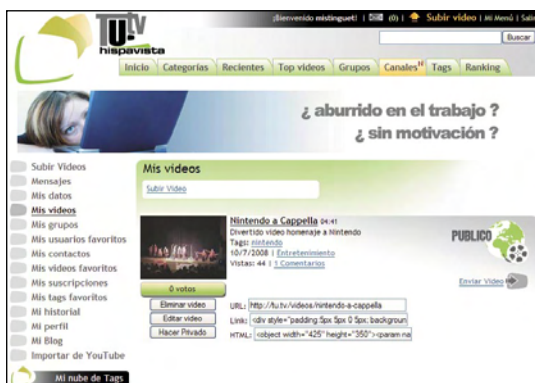 ¡Bienvenido mistinguet! | (0) | Subir vídeo | Mi Menú | Salir
TU.tv
hispavista
Buscar
Inicio Categorías Recientes Top videos Grupos Canales Tags Ranking
¿ aburrido en el trabajo ?
¿ sin motivación ?
Subir Videos
Mensajes
Mis datos
Mis videos
Mis grupos
Mis usuarios favoritos
Mis contactos
Mis videos favoritos
Mis suscripciones
Mis tags favoritos
Mi historial
Mi perfil
Mi Blog
Importar de YouTube
Mi nube de Tags
Mis videos
Subir Video
Nintendo a Cappella 04:41
Divertido video homenaje a Nintendo
Tags: nintendo
10/7/2008 | Entretenimiento
Vistas: 44 | 1 Comentarios
PUBLICO
Enviar Video
0 votos
Eliminar video
Editar video
Hacer Privado
URL: http://tu.tv/videos/nintendo-a-cappella
Link: <div style="padding:5px 5px 0 5px; backgroun
HTML: <object width="425" height="350"><param na